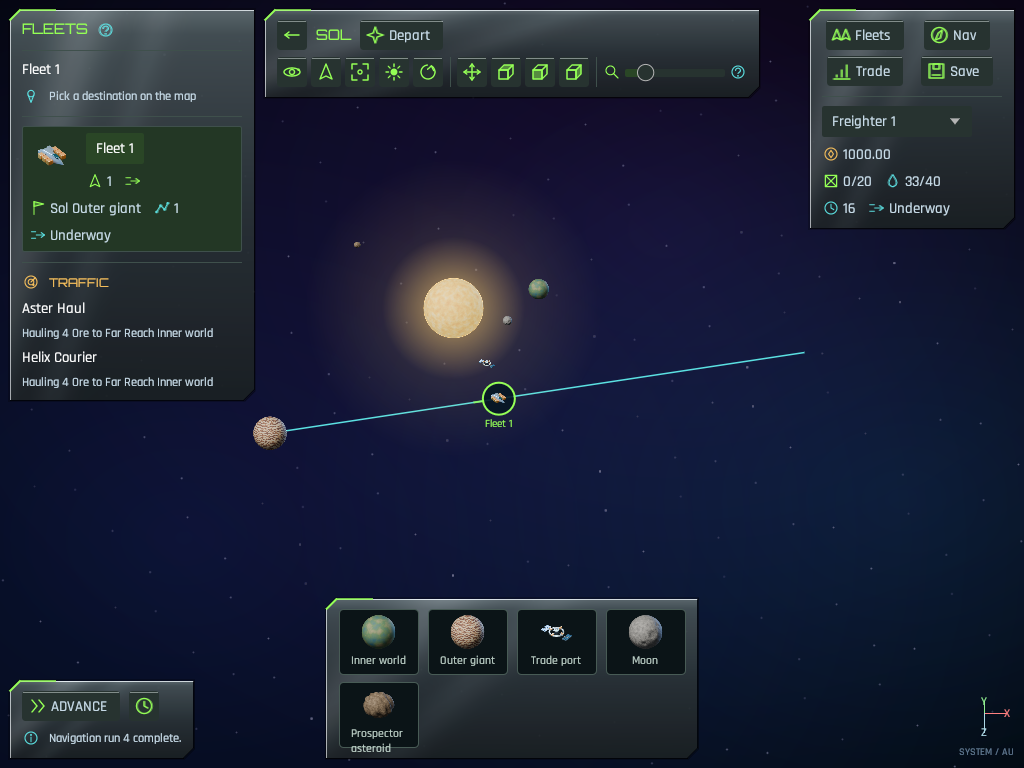 FLEETS
Fleet 1
Pick a destination on the map
Fleet 1
1
Sol Outer giant 1
Underway
TRAFFIC
Aster Haul
Hauling 4 Ore to Far Reach Inner world
Helix Courier
Hauling 4 Ore to Far Reach Inner world
SOL Depart
Fleets Nav
Trade Save
Freighter 1
1000.00
0/20 33/40
16 Underway
Fleet 1
Inner world Outer giant Trade port Moon
Prospector
asteroid
ADVANCE
Navigation run 4 complete.
Y
X
Z
SYSTEM / AU